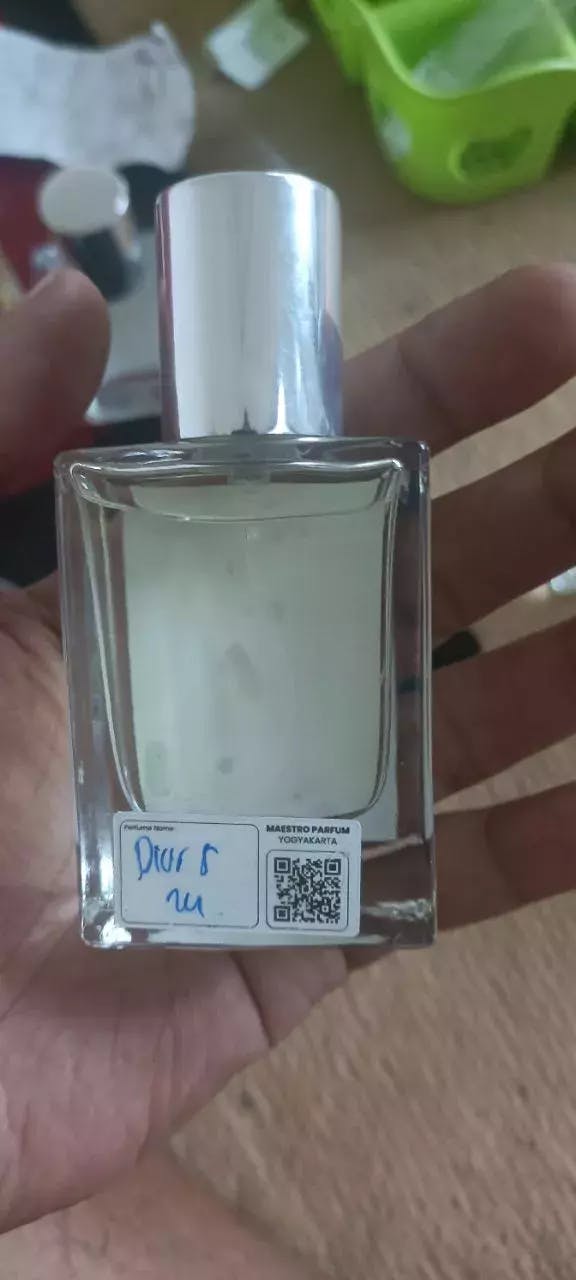 Perfume Name:
Dior S
MAESTRO PARFUM
YOGYAKARTA